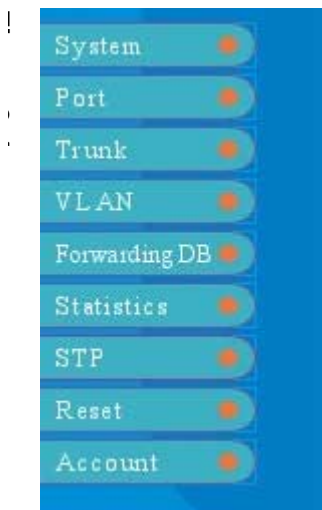 System
Port
Trunk
VLAN
Forwarding DB
Statistics
STP
Reset
Account